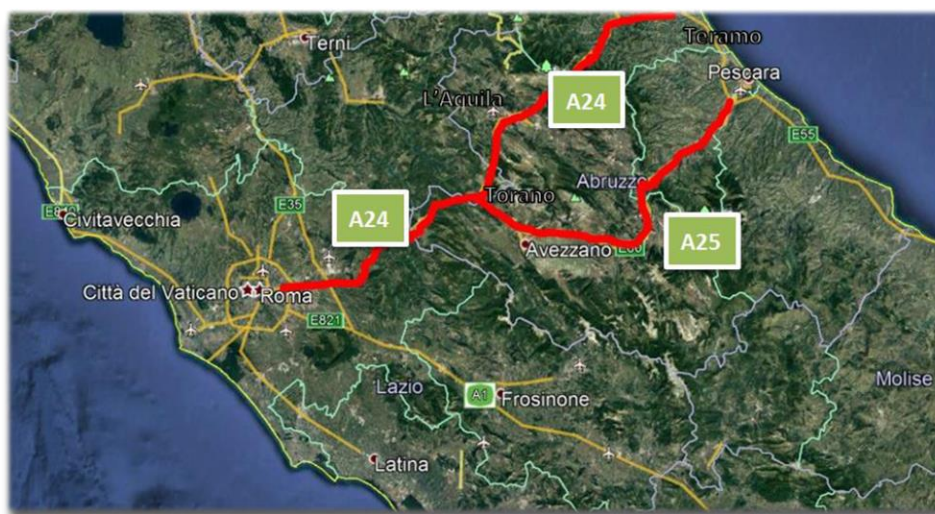 Terni
Teramo
Pescara
L'Aquila
A24
E55
Abruzzo
Torano
Civitavecchia
E35
A24
Avezzano
A25
Città del Vaticano
Roma
E821
Lazio
A1
Frosinone
Molise
Latina